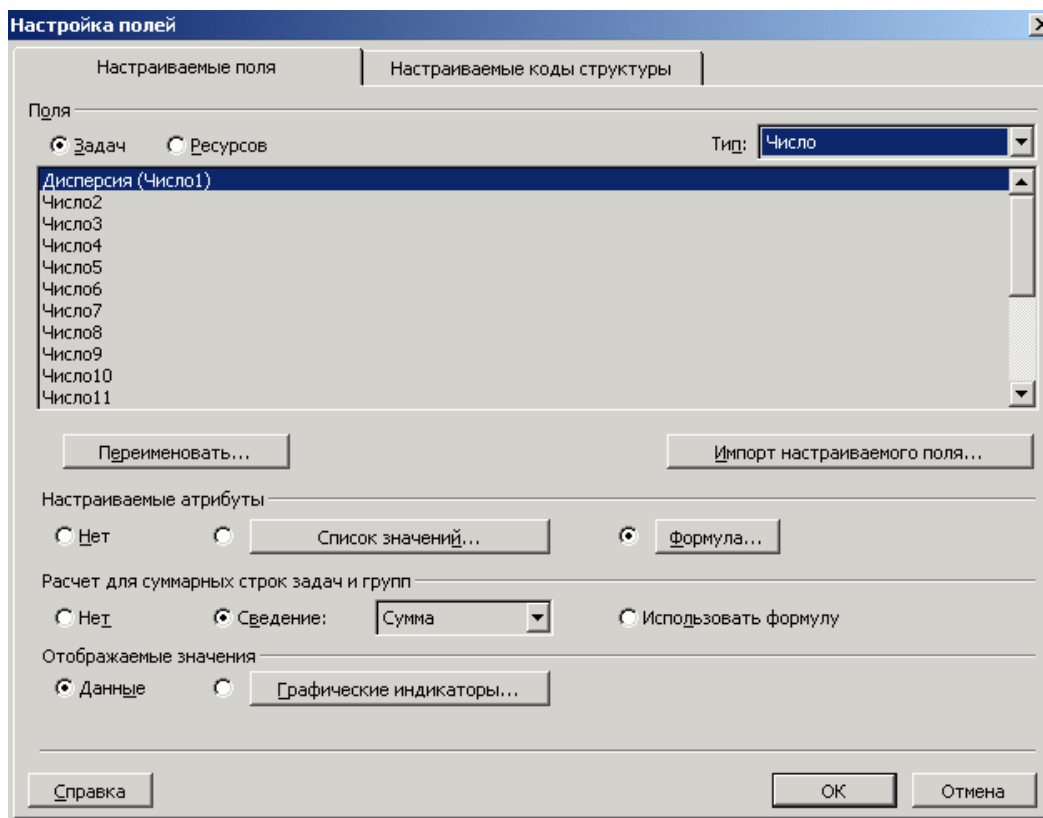 Настройка полей
Настраиваемые поля Настраиваемые коды структуры
Поля
Задач Ресурсов Тип: Число
Дисперсия (Число1)
Число2
Число3
Число4
Число5
Число6
Число7
Число8
Число9
Число10
Число11
Переименовать... Импорт настраиваемого поля...
Настраиваемые атрибуты
Нет Список значений... Формула...
Расчет для суммарных строк задач и групп
Нет Сведение: Сумма Использовать формулу
Отображаемые значения
Данные Графические индикаторы...
Справка ОК Отмена